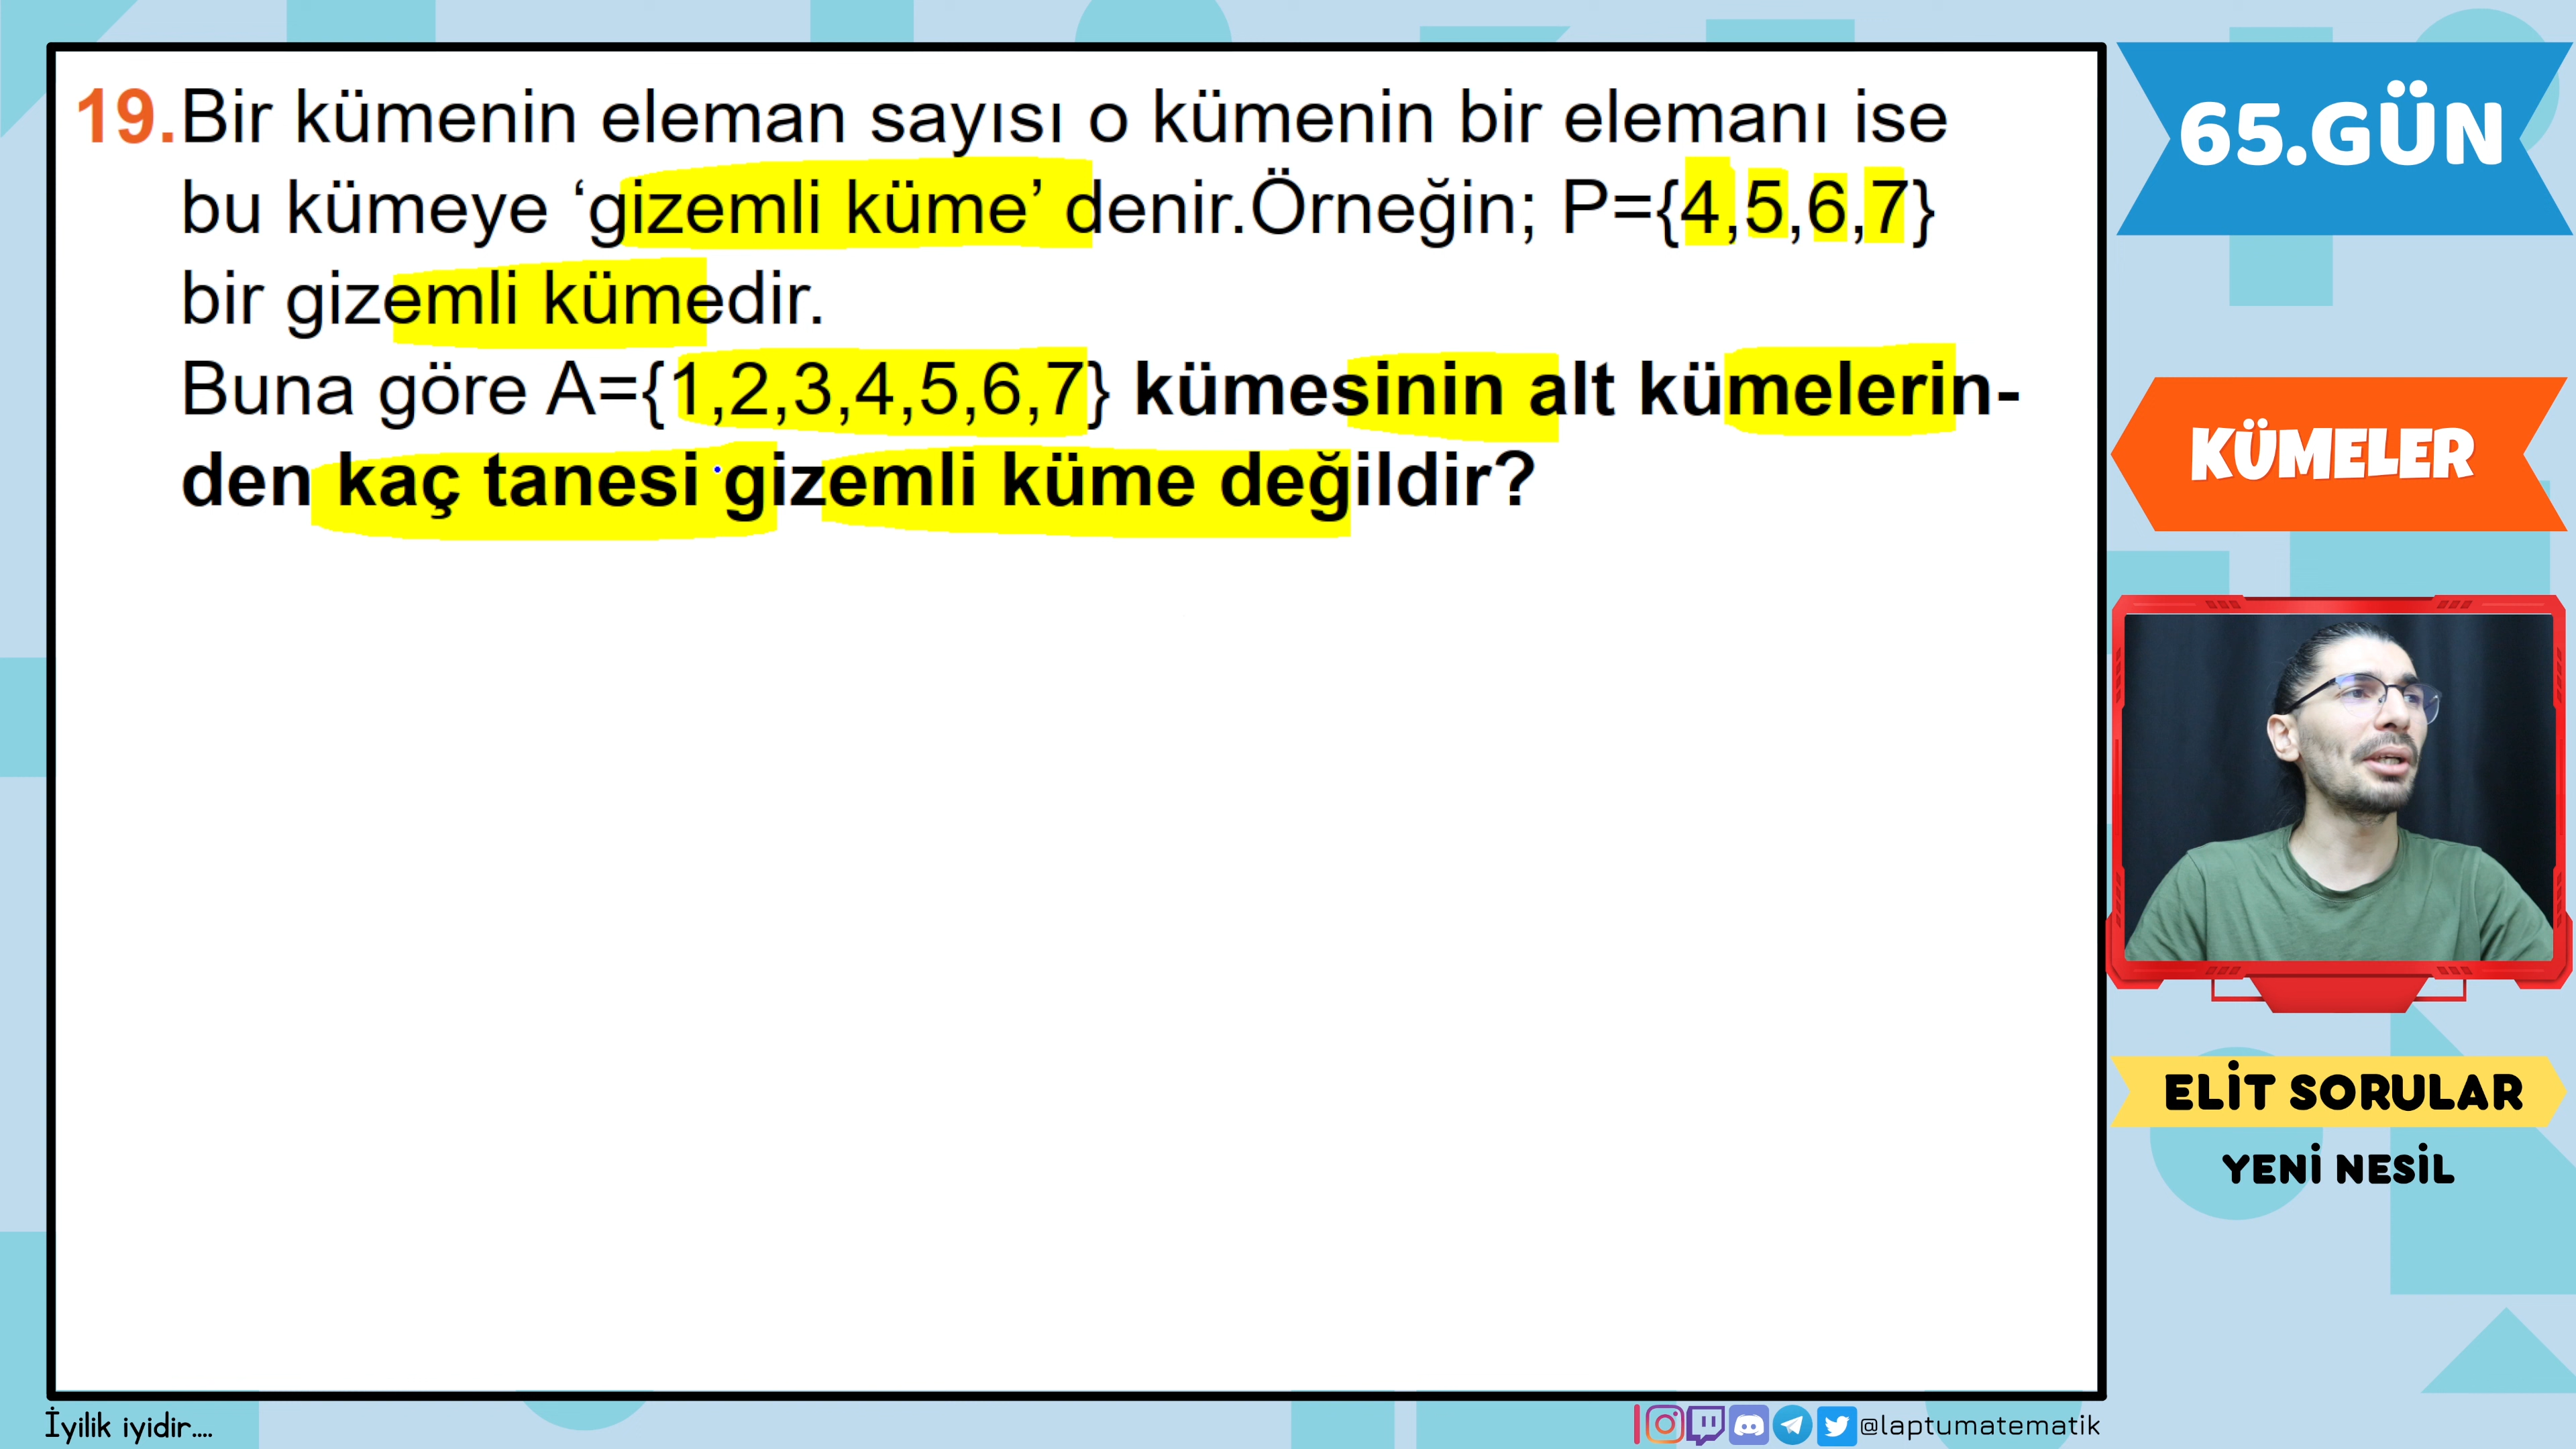 19. Bir kümenin eleman sayısı o kümenin bir elemanı ise
bu kümeye ‘gizemli küme’ denir.Örneğin; P={4,5,6,7}
bir gizemli kümedir.
Buna göre A={1,2,3,4,5,6,7} kümesinin alt kümelerin-
den kaç tanesi gizemli küme değildir?
65.GÜN
KÜMELER
ELİT SORULAR
YENİ NESİL
İyilik iyidir....
@laptumatematik